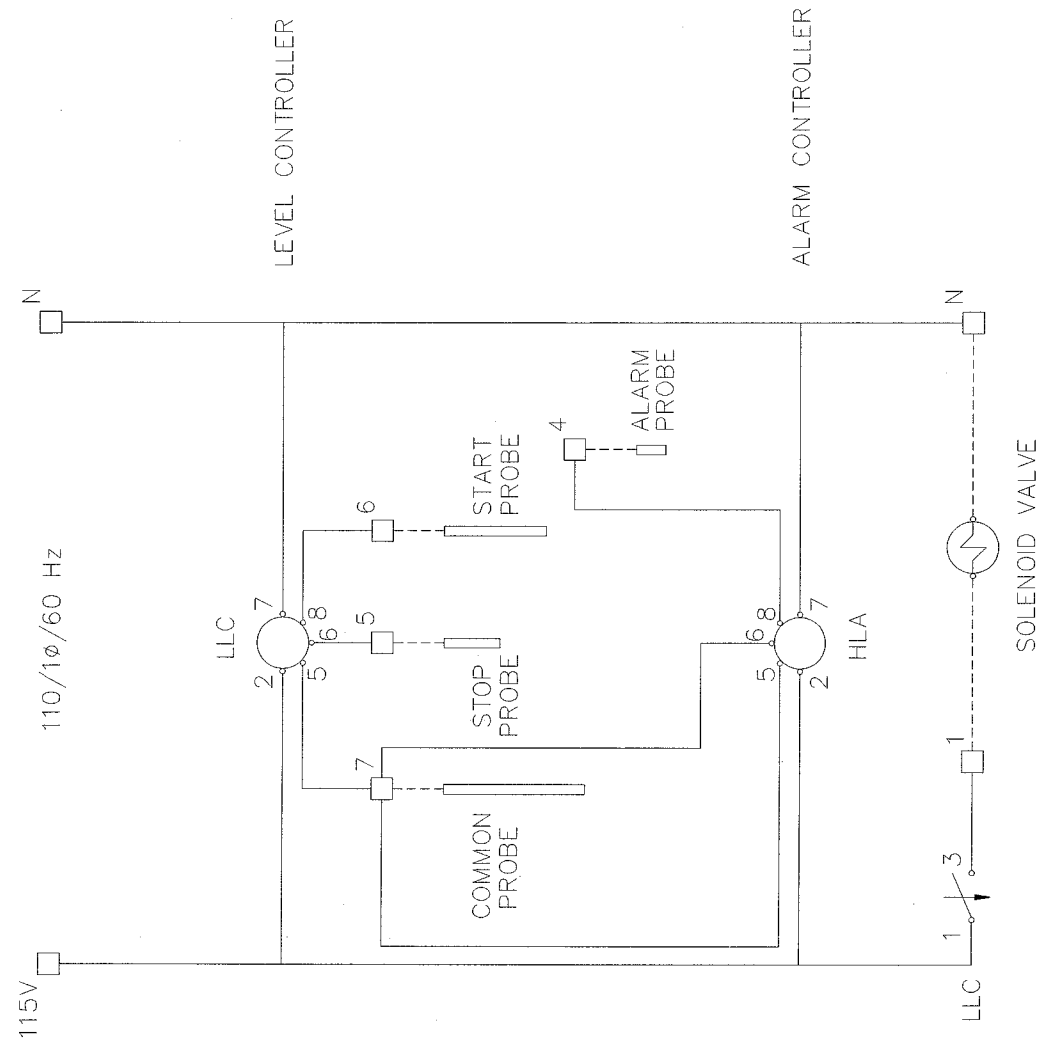 110/1ø/60 Hz
115V
N
LLC
LEVEL CONTROLLER
2
7
5
6
8
7
5
6
COMMON
PROBE
STOP
PROBE
START
PROBE
4
ALARM
PROBE
5
6
8
2
7
HLA
ALARM CONTROLLER
LLC
1
3
1
N
SOLENOID VALVE